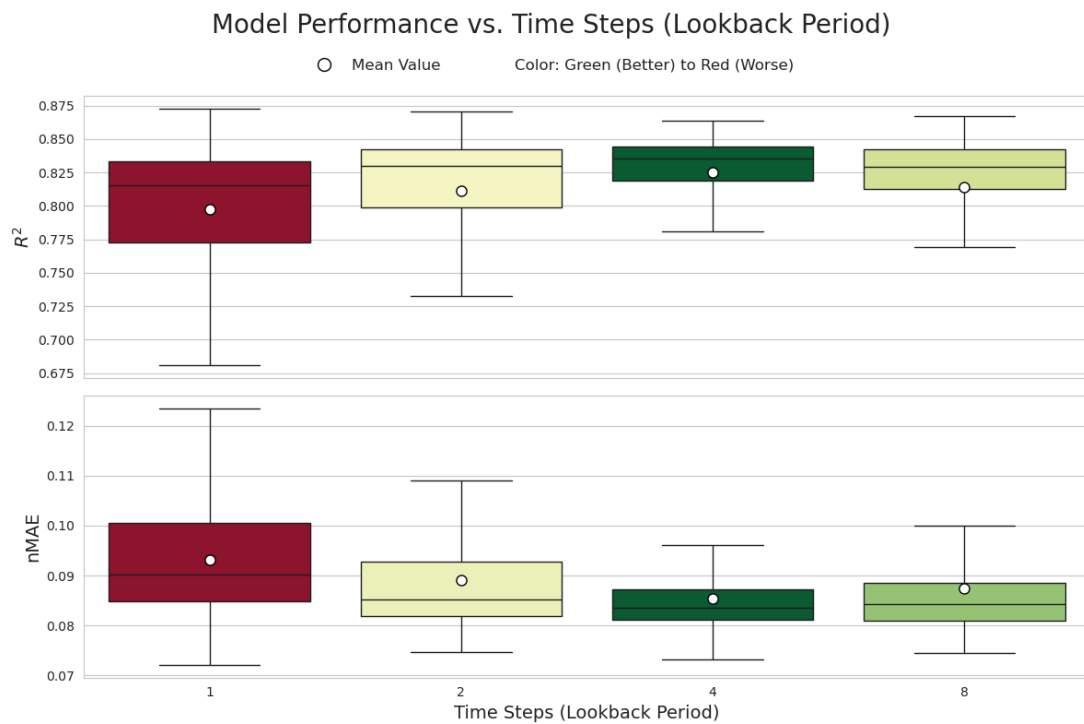 Model Performance vs. Time Steps (Lookback Period)
Mean Value
Color: Green (Better) to Red (Worse)
0.875
0.850
0.825
0.800
0.775
0.750
0.725
0.700
0.675
R²
0.12
0.11
0.10
0.09
0.08
0.07
nMAE
1 2 4 8
Time Steps (Lookback Period)